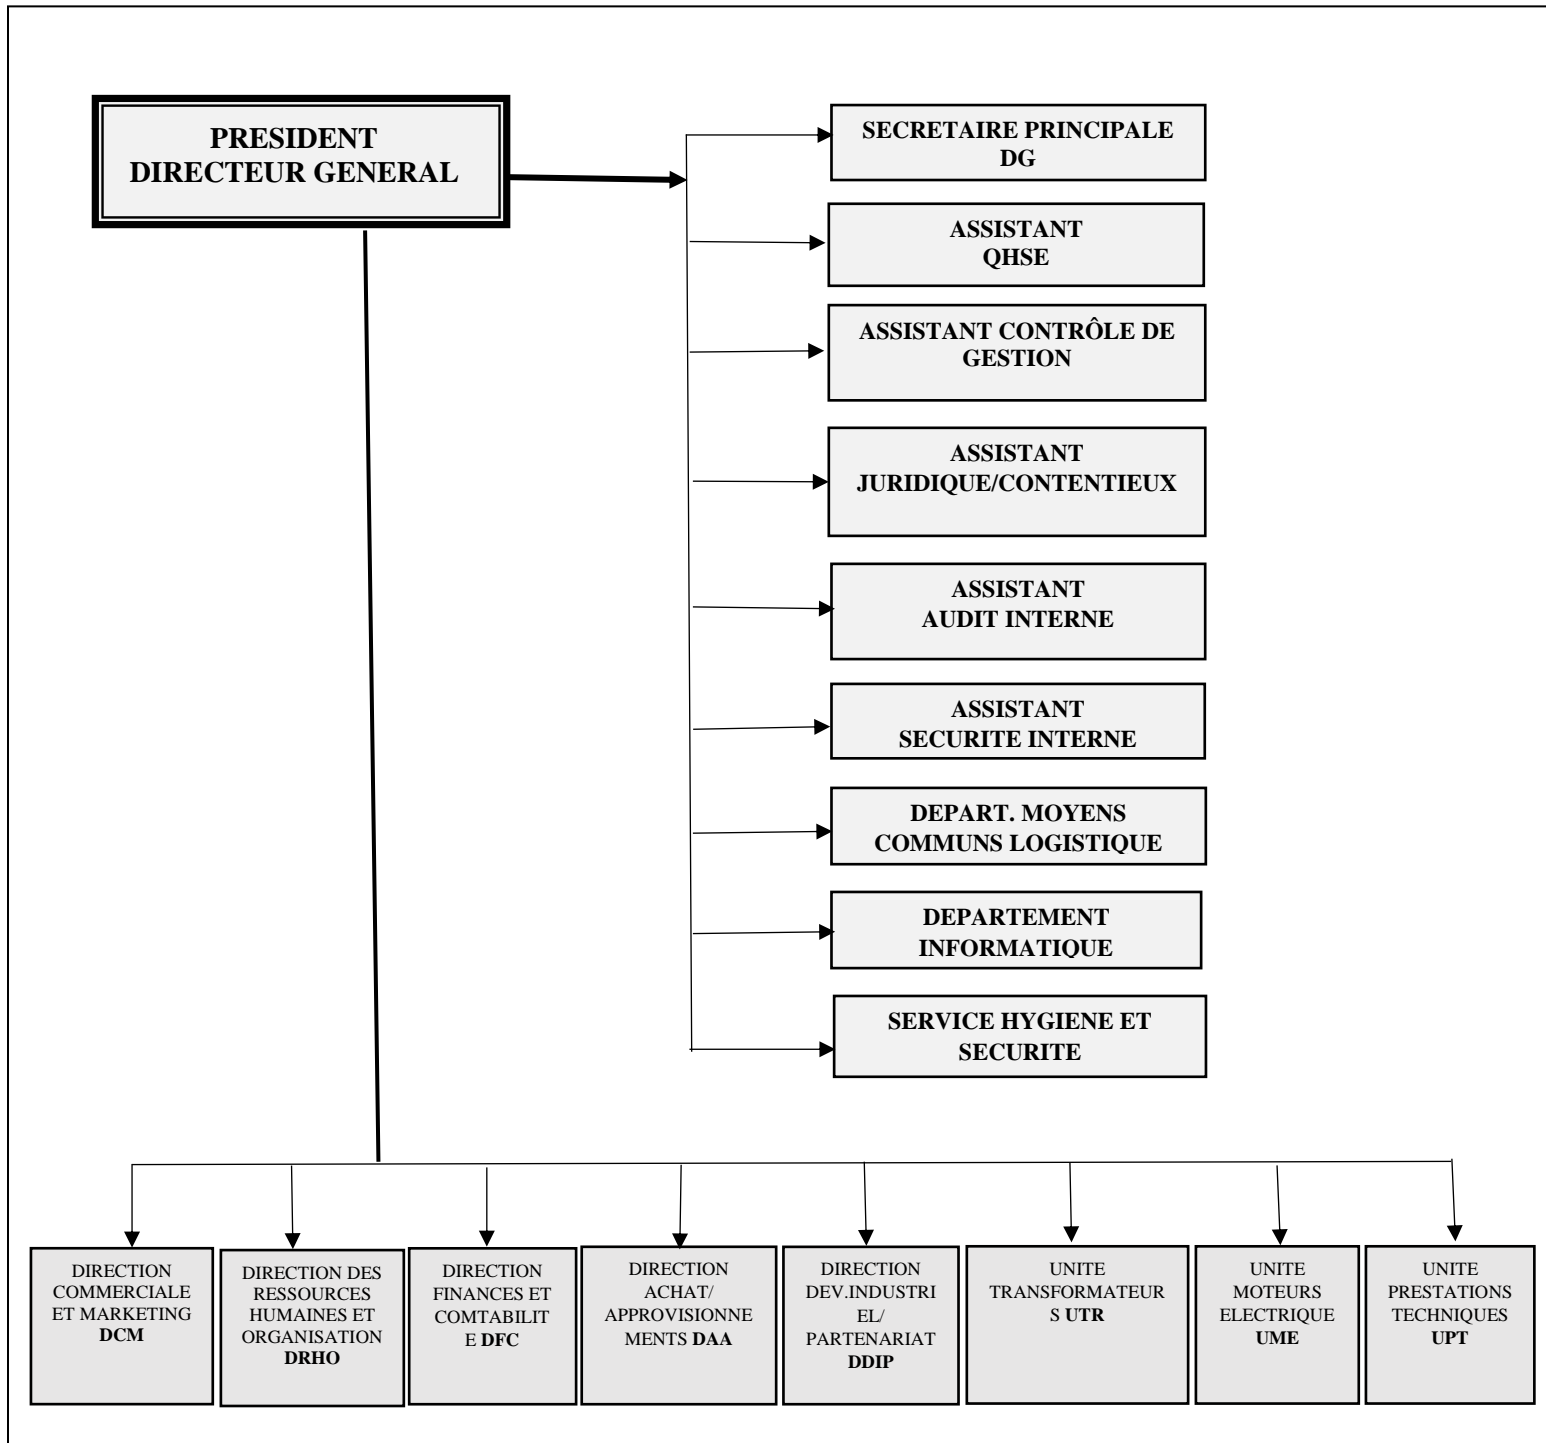 PRESIDENT
DIRECTEUR GENERAL
SECRETAIRE PRINCIPALE
DG
ASSISTANT
QHSE
ASSISTANT CONTRÔLE DE
GESTION
ASSISTANT
JURIDIQUE/CONTENTIEUX
ASSISTANT
AUDIT INTERNE
ASSISTANT
SECURITE INTERNE
DEPART. MOYENS
COMMUNS LOGISTIQUE
DEPARTEMENT
INFORMATIQUE
SERVICE HYGIENE ET
SECURITE
DIRECTION
COMMERCIALE
ET MARKETING
DCM
DIRECTION DES
RESSOURCES
HUMAINES ET
ORGANISATION
DRHO
DIRECTION
FINANCES ET
COMTABILIT
E DFC
DIRECTION
ACHAT/
APPROVISIONNE
MENTS DAA
DIRECTION
DEV.INDUSTRI
EL/
PARTENARIAT
DDIP
UNITE
TRANSFORMATEUR
S UTR
UNITE
MOTEURS
ELECTRIQUE
UME
UNITE
PRESTATIONS
TECHNIQUES
UPT